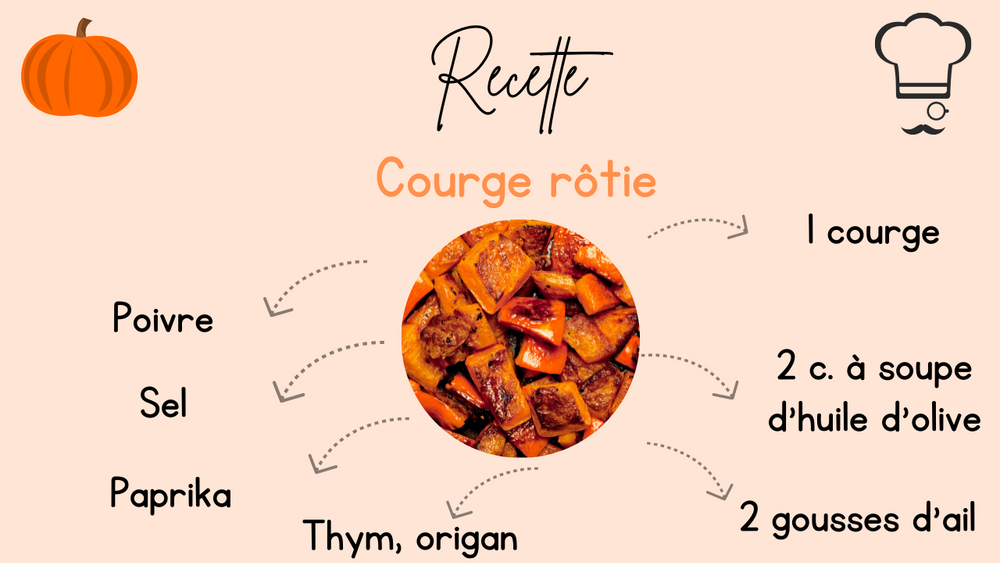 Recette
Courge rôtie
1 courge
Poivre
2 c. à soupe
d'huile d'olive
Sel
Paprika
2 gousses d'ail
Thym, origan